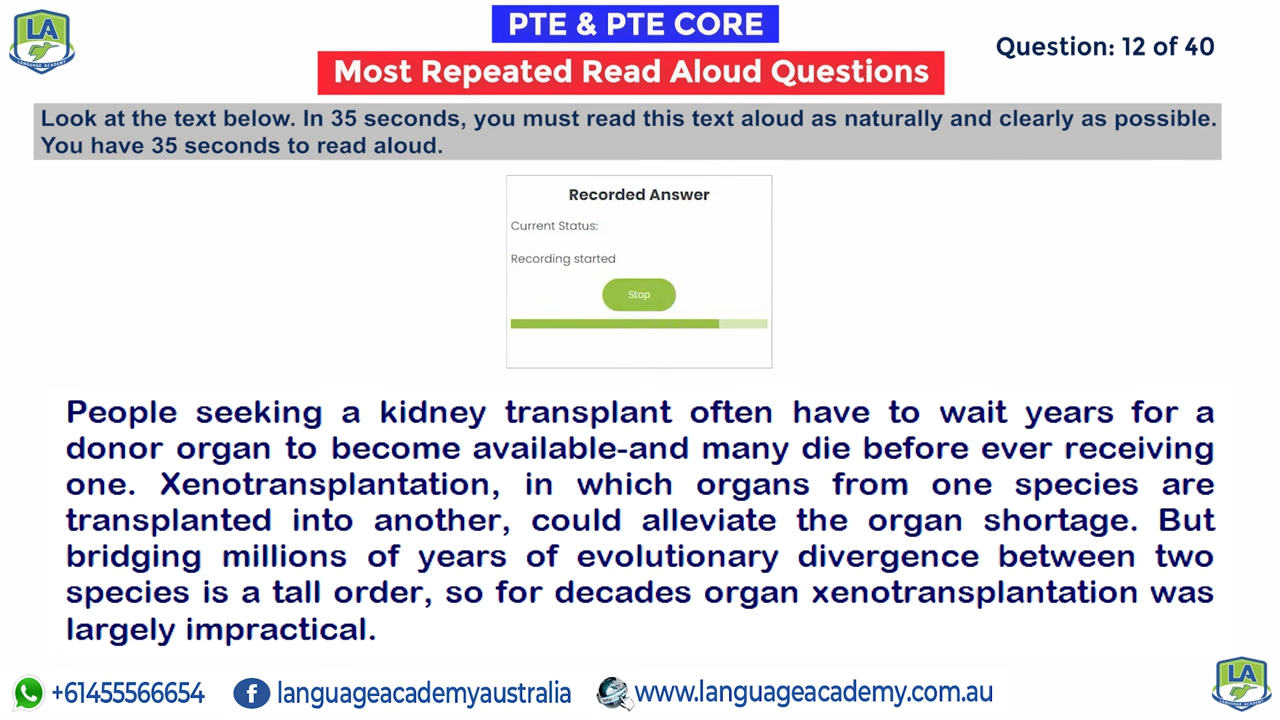 LA
LANGUAGE ACADEMY
PTE & PTE CORE
Most Repeated Read Aloud Questions
Question: 12 of 40
Look at the text below. In 35 seconds, you must read this text aloud as naturally and clearly as possible.
You have 35 seconds to read aloud.
Recorded Answer
Current Status:
Recording started
Stop
People seeking a kidney transplant often have to wait years for a
donor organ to become available-and many die before ever receiving
one. Xenotransplantation, in which organs from one species are
transplanted into another, could alleviate the organ shortage. But
bridging millions of years of evolutionary divergence between two
species is a tall order, so for decades organ xenotransplantation was
largely impractical.
+61455566654
languageacademyaustralia
www.languageacademy.com.au
LA
LANGUAGE ACADEMY